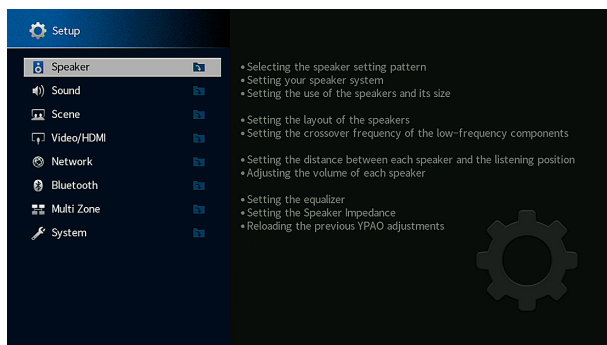 Setup
Speaker
Sound
Scene
Video/HDMI
Network
Bluetooth
Multi Zone
System
•Selecting the speaker setting pattern
•Setting your speaker system
•Setting the use of the speakers and its size
•Setting the layout of the speakers
•Setting the crossover frequency of the low-frequency components
•Setting the distance between each speaker and the listening position
•Adjusting the volume of each speaker
•Setting the equalizer
•Setting the Speaker Impedance
•Reloading the previous YPAO adjustments